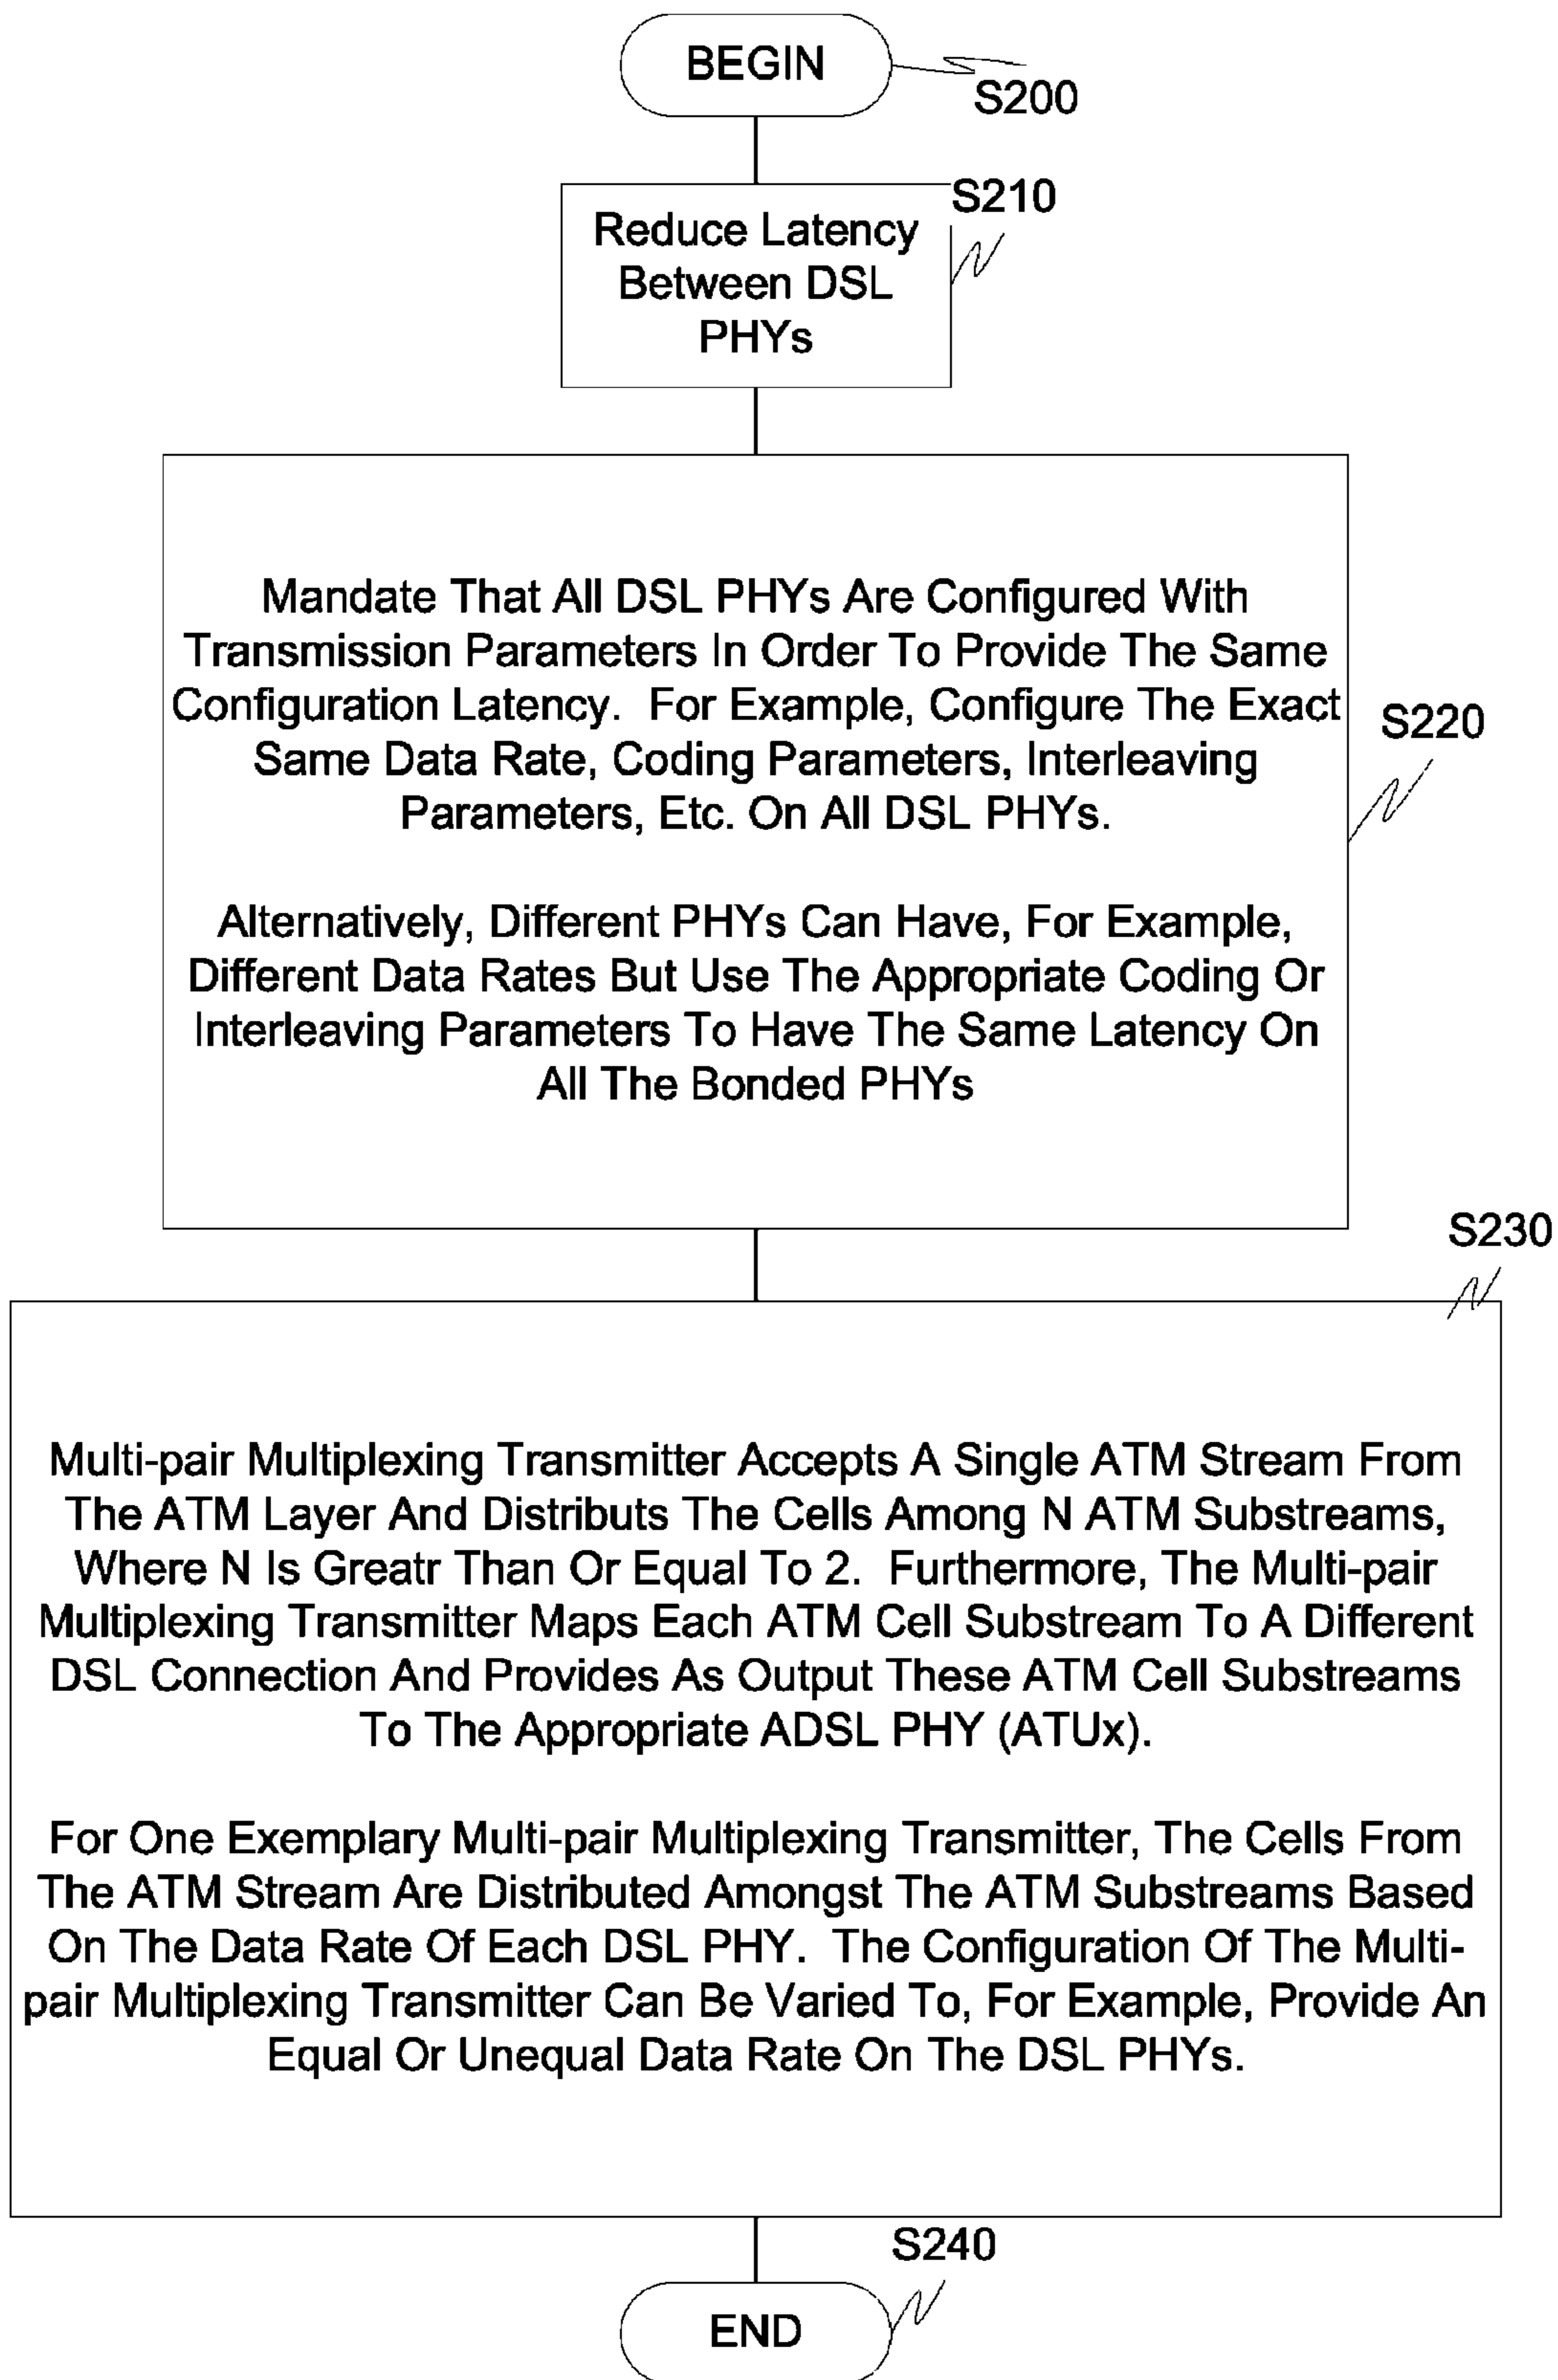 BEGIN
S200
S210
Reduce Latency
Between DSL
PHYs
Mandate That All DSL PHYs Are Configured With
Transmission Parameters In Order To Provide The Same
Configuration Latency. For Example, Configure The Exact
Same Data Rate, Coding Parameters, Interleaving
Parameters, Etc. On All DSL PHYs.
S220
Alternatively, Different PHYs Can Have, For Example,
Different Data Rates But Use The Appropriate Coding Or
Interleaving Parameters To Have The Same Latency On
All The Bonded PHYs
S230
Multi-pair Multiplexing Transmitter Accepts A Single ATM Stream From
The ATM Layer And Distributs The Cells Among N ATM Substreams,
Where N Is Greatr Than Or Equal To 2. Furthermore, The Multi-pair
Multiplexing Transmitter Maps Each ATM Cell Substream To A Different
DSL Connection And Provides As Output These ATM Cell Substreams
To The Appropriate ADSL PHY (ATUx).
For One Exemplary Multi-pair Multiplexing Transmitter, The Cells From
The ATM Stream Are Distributed Amongst The ATM Substreams Based
On The Data Rate Of Each DSL PHY. The Configuration Of The Multi-
pair Multiplexing Transmitter Can Be Varied To, For Example, Provide An
Equal Or Unequal Data Rate On The DSL PHYs.
S240
END